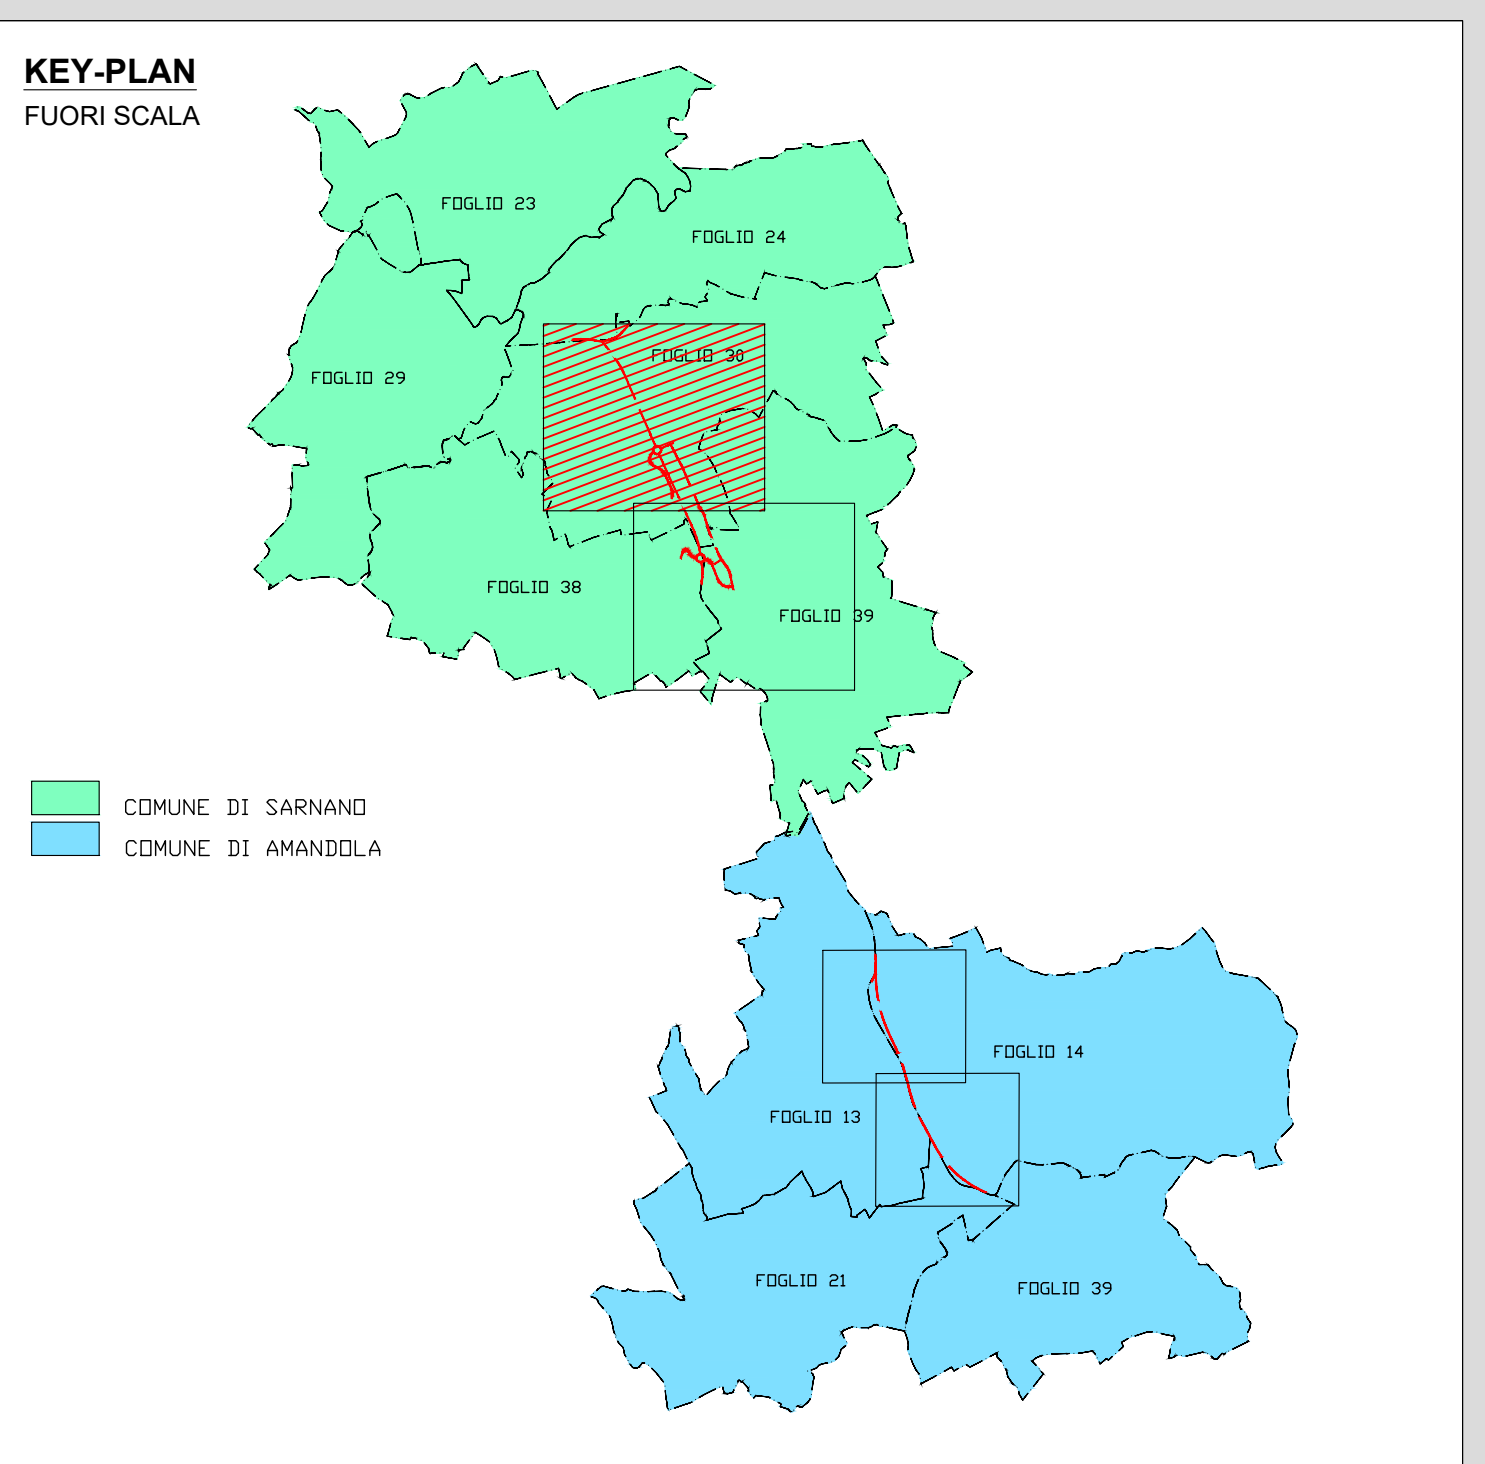 KEY-PLAN
FUORI SCALA
FOGLIO 23
FOGLIO 24
FOGLIO 30
FOGLIO 29
FOGLIO 38
FOGLIO 39
COMUNE DI SARNANO
COMUNE DI AMANDOLA
FOGLIO 14
FOGLIO 13
FOGLIO 21
FOGLIO 39